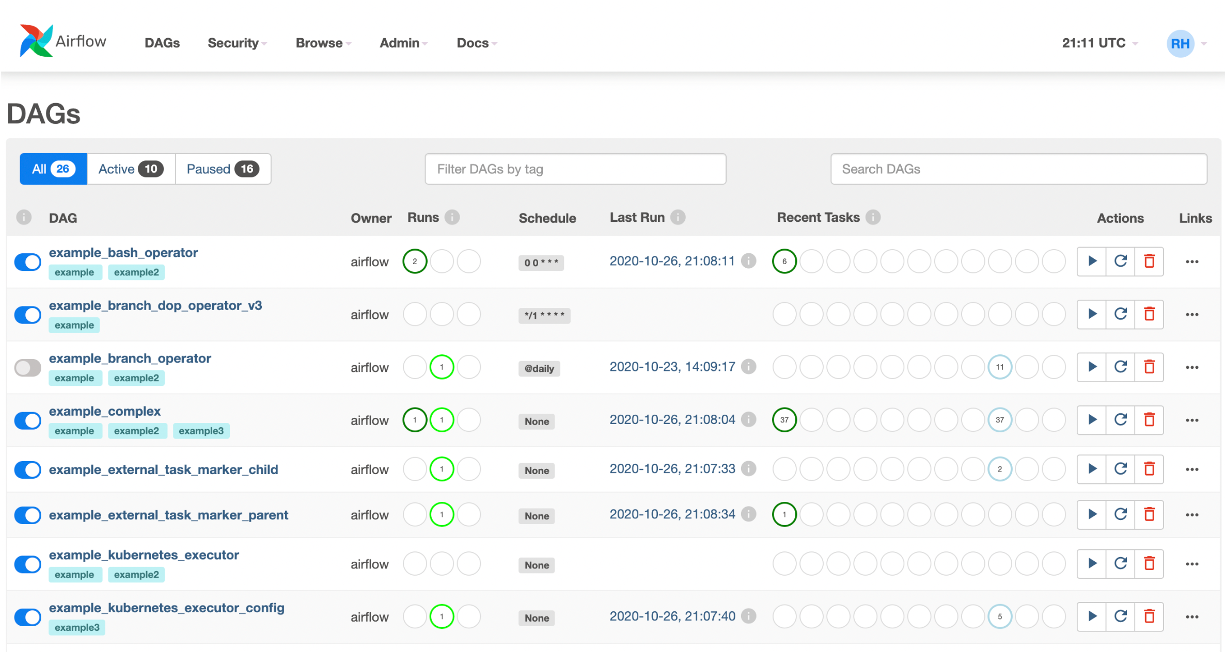 Airflow DAGs Security Browse Admin Docs 21:11 UTC RH
DAGs
All 26 Active 10 Paused 16 Filter DAGs by tag Search DAGs
i DAG Owner Runs i Schedule Last Run i Recent Tasks i Actions Links
example_bash_operator
example example2
airflow 2 0 0 * * * 2020-10-26, 21:08:11 i 6
example_branch_dop_operator_v3
example
airflow */1 * * * *
example_branch_operator
example example2
airflow 1 @daily 2020-10-23, 14:09:17 i 11
example_complex
example example2 example3
airflow 1 1 None 2020-10-26, 21:08:04 i 37 37
example_external_task_marker_child airflow 1 None 2020-10-26, 21:07:33 i 2
example_external_task_marker_parent airflow 1 None 2020-10-26, 21:08:34 i 1
example_kubernetes_executor
example example2
airflow None
example_kubernetes_executor_config
example3
airflow 1 None 2020-10-26, 21:07:40 i 5